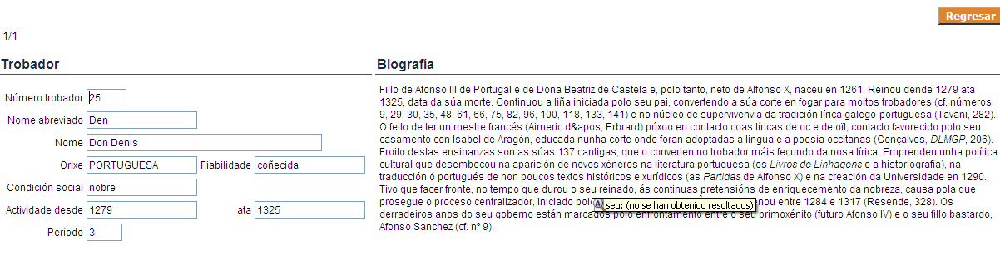 Regresar
1/1
Trobador
Número trobador 25
Nome abreviado Den
Nome Don Denis
Orixe PORTUGUESA Fiabilidade coñecida
Condición social nobre
Actividade desde 1279 ata 1325
Período 3
Biografía
Fillo de Afonso III de Portugal e de Dona Beatriz de Castela e, polo tanto, neto de Alfonso X, naceu en 1261. Reinou dende 1279 ata
1325, data da súa morte. Continuou a liña iniciada polo seu pai, convertendo a súa corte en fogar para moitos trobadores (cf. números
9, 29, 30, 35, 48, 61, 66, 75, 82, 96, 100, 118, 133, 141) e no núcleo de supervivenvia da tradición lírica galego-portuguesa (Tavani, 282).
O feito de ter un mestre francés (Aimeric d&apos; Erbrard) púxoo en contacto coas líricas de oc e de oïl, contacto favorecido polo seu
casamento con Isabel de Aragón, educada nunha corte onde foran adoptadas a lingua e a poesía occitanas (Gonçalves, DLMGP, 206).
Froito destas ensinanzas son as súas 137 cantigas, que o converten no trobador máis fecundo da nosa lírica. Emprendeu unha política
cultural que desembocou na aparición de novos xéneros na literatura portuguesa (os Livros de Linhagens e a historiografía), na
traducción ó portugués de non poucos textos históricos e xurídicos (as Partidas de Alfonso X) e na creación da Universidade en 1290.
Tivo que facer fronte, no tempo que durou o seu reinado, ás continuas pretensións de enriquecemento da nobreza, causa pola que
prosegue o proceso centralizador, iniciado polo seu: (no se han obtenido resultados) nou entre 1284 e 1317 (Resende, 328). Os
derradeiros anos do seu goberno están marcados polo enfrontamento entre o seu primoxénito (futuro Afonso IV) e o seu fillo bastardo,
Afonso Sanchez (cf. nº 9).